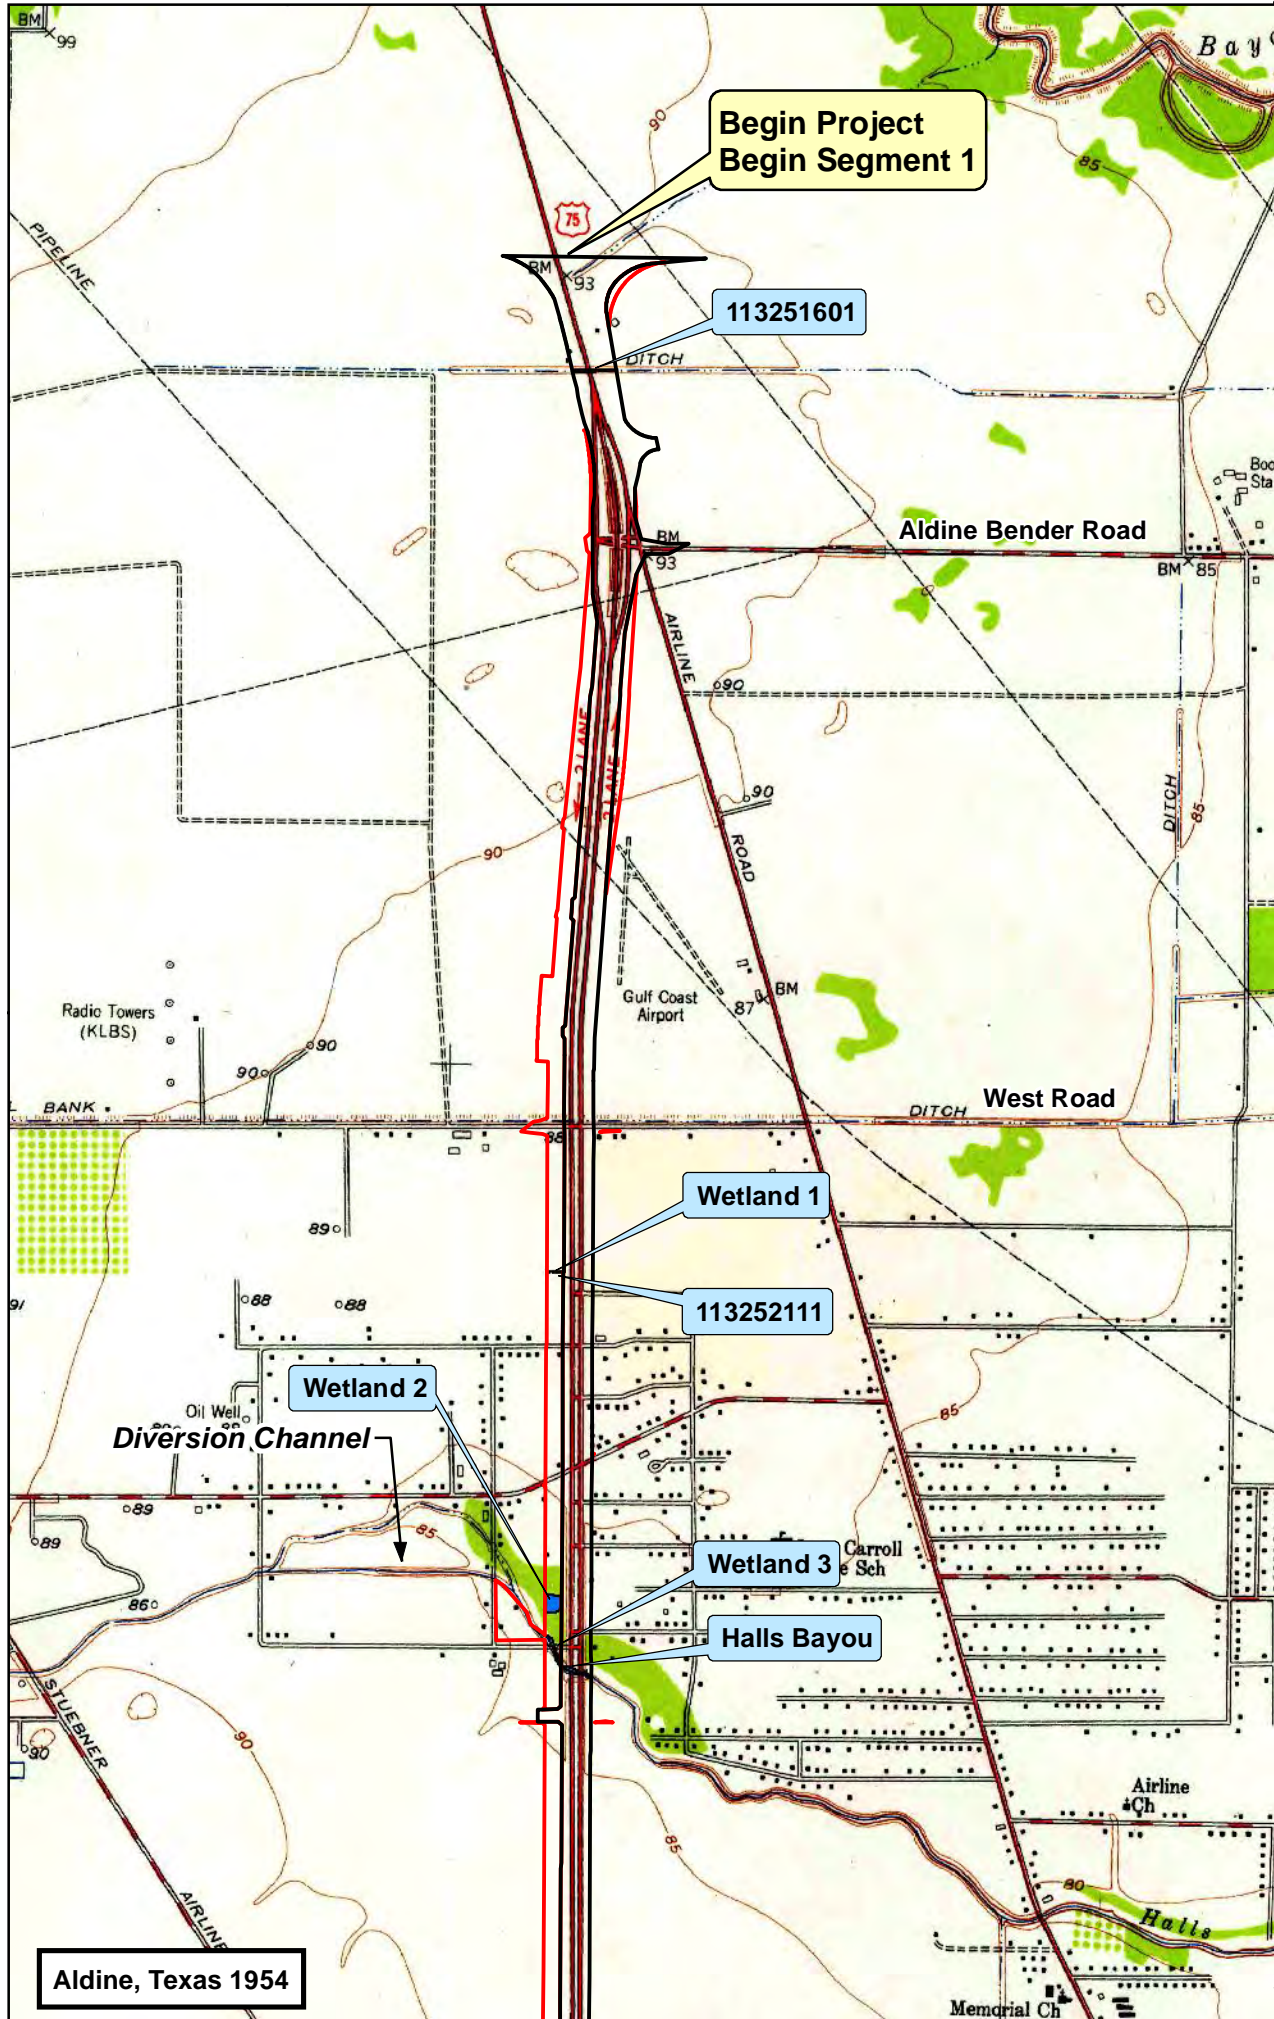 BM
99
Bay
Begin Project
Begin Segment 1
90
85
75
PIPELINE
BM
93
113251601
DITCH
Boo
Sta
Aldine Bender Road
BM
93
BM 85
AIRLINE
90
2 LANE
2 LANE
90
DITCH
85
90
ROAD
Radio Towers
(KLBS)
Gulf Coast
Airport
BM
87
90
90
L BANK
DITCH
West Road
88
Wetland 1
89
113252111
91
88
88
Wetland 2
Oil Well
85
Diversion Channel
89
85
89
Carroll
e Sch
Wetland 3
86
Halls Bayou
STUEBNER
90
90
Airline
Ch
85
80
AIRLINE
Halls
Aldine, Texas 1954
Memorial Ch